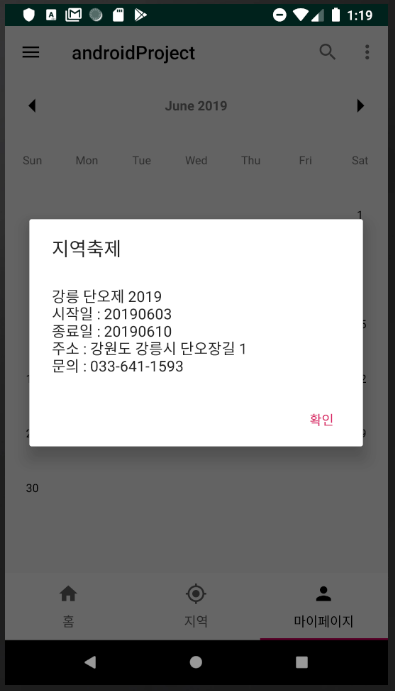 1:19
androidProject
June 2019
Sun Mon Tue Wed Thu Fri Sat
1
지역축제
강릉 단오제 2019
시작일 : 20190603
종료일 : 20190610
주소 : 강원도 강릉시 단오장길 1
문의 : 033-641-1593
확인
30
홈 지역 마이페이지